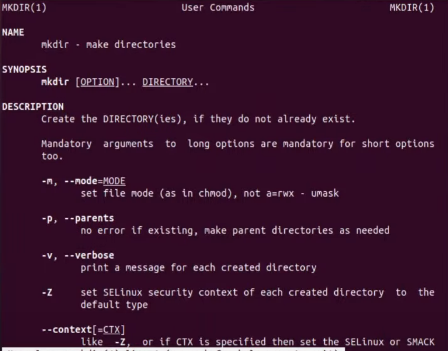 MKDIR(1) User Commands MKDIR(1)
NAME
mkdir - make directories
SYNOPSIS
mkdir [OPTION]... DIRECTORY...
DESCRIPTION
Create the DIRECTORY(ies), if they do not already exist.
Mandatory arguments to long options are mandatory for short options
too.
-m, --mode=MODE
set file mode (as in chmod), not a=rwx - umask
-p, --parents
no error if existing, make parent directories as needed
-v, --verbose
print a message for each created directory
-Z set SELinux security context of each created directory to the
default type
--context[=CTX]
like -Z, or if CTX is specified then set the SELinux or SMACK